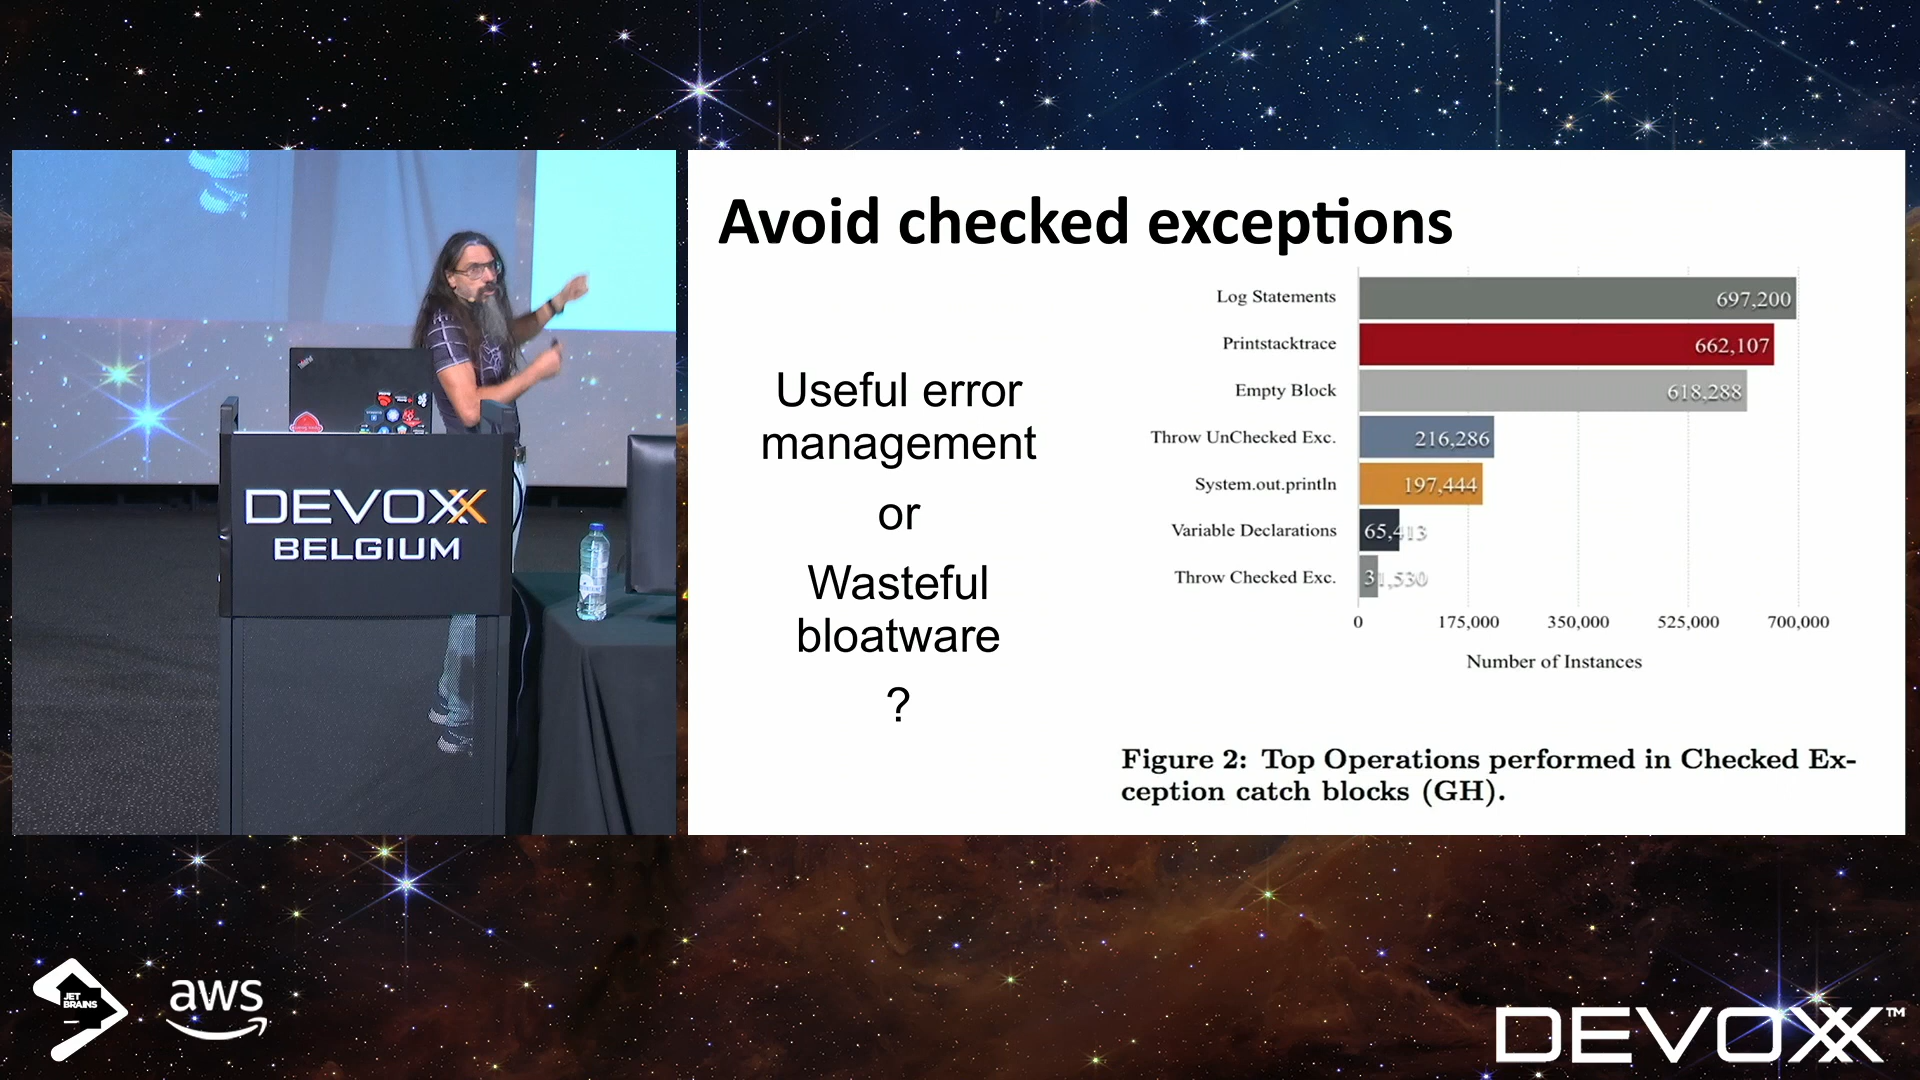 Avoid checked exceptions
Useful error
management
or
Wasteful
bloatware
?
Log Statements 697,200
Printstacktrace 662,107
Empty Block 618,288
Throw UnChecked Exc. 216,286
System.out.println 197,444
Variable Declarations 65,413
Throw Checked Exc. 31,530
0 175,000 350,000 525,000 700,000
Number of Instances
Figure 2: Top Operations performed in Checked Ex-
ception catch blocks (GH).
DEVOXX
BELGIUM
JET
BRAINS
aws
DEVOXX™